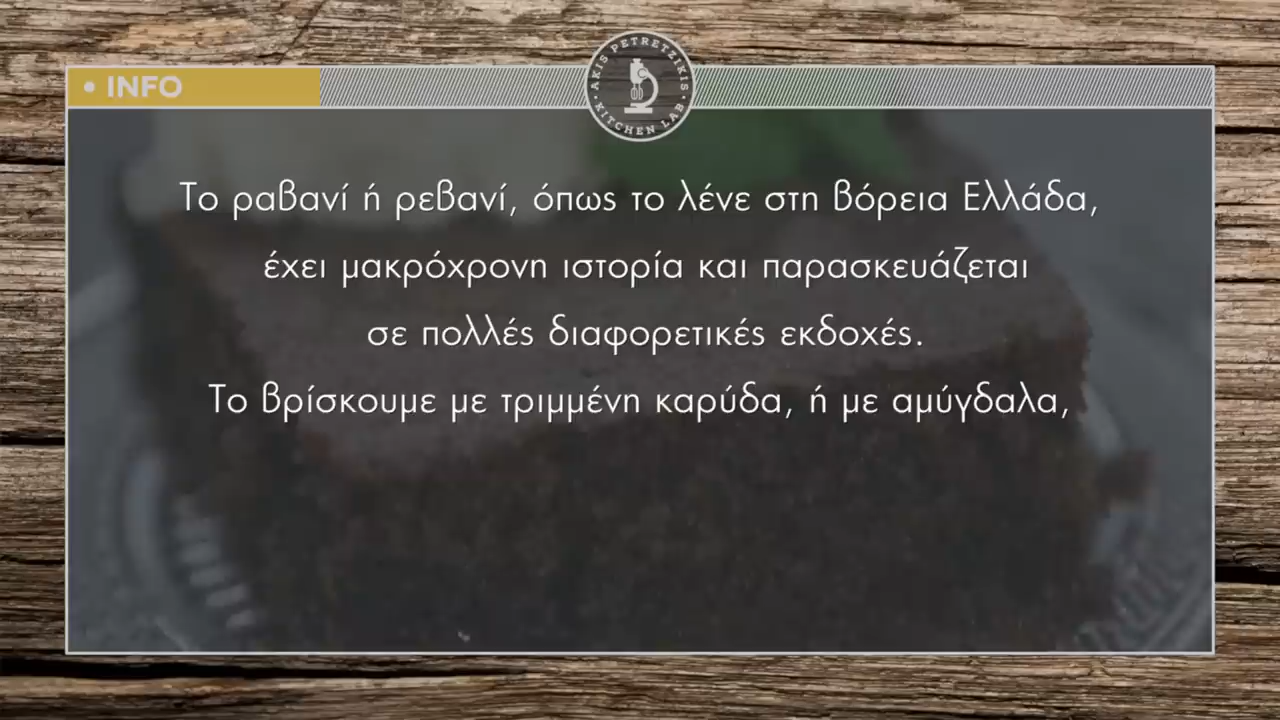 • INFO
AKIS PETRETZIKIS
• KITCHEN LAB •
Το ραβανί ή ρεβανί, όπως το λένε στη βόρεια Ελλάδα,
έχει μακρόχρονη ιστορία και παρασκευάζεται
σε πολλές διαφορετικές εκδοχές.
Το βρίσκουμε με τριμμένη καρύδα, ή με αμύγδαλα,